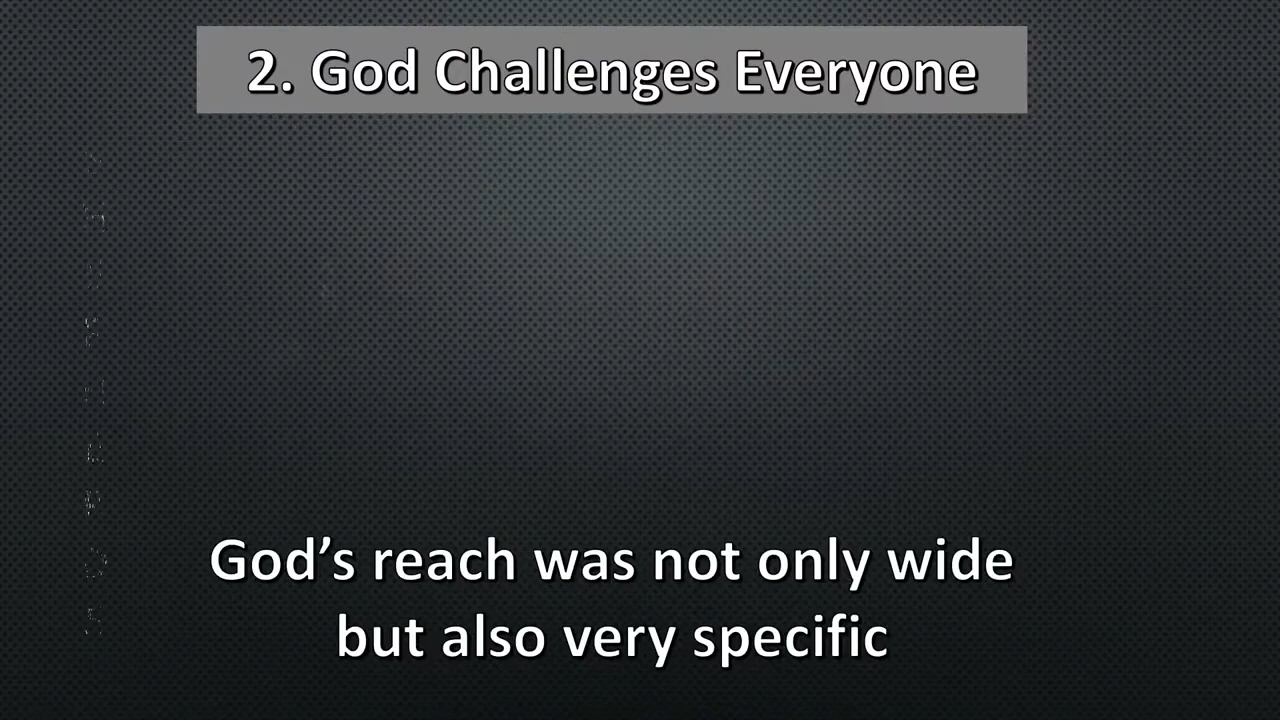 2. God Challenges Everyone
God’s reach was not only wide
but also very specific